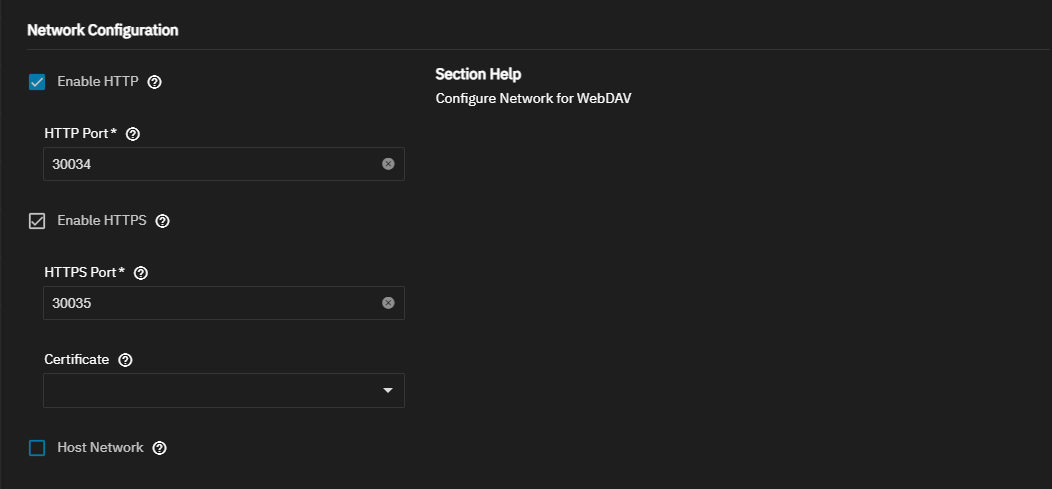 Network Configuration
Enable HTTP
Section Help
Configure Network for WebDAV
HTTP Port*
30034
Enable HTTPS
HTTPS Port*
30035
Certificate
Host Network